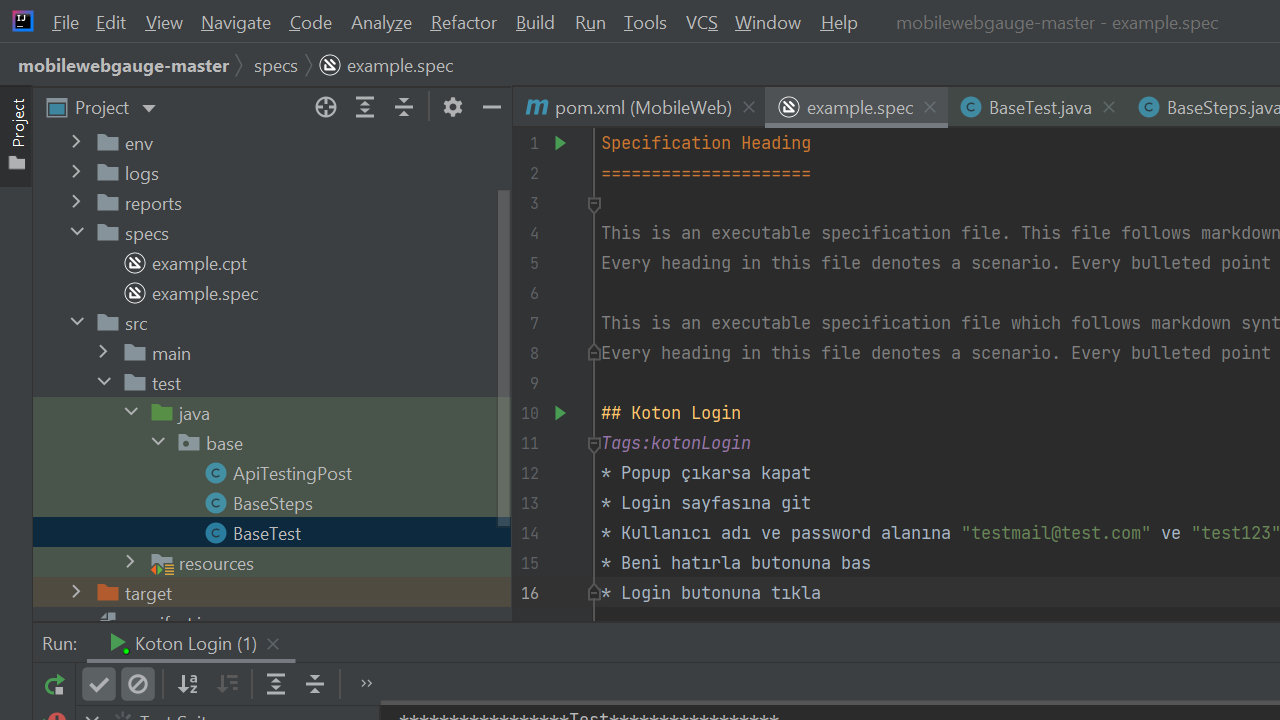 File Edit View Navigate Code Analyze Refactor Build Run Tools VCS Window Help mobilewebgauge-master - example.spec
mobilewebgauge-master specs example.spec
Project
Project
env
logs
reports
specs
example.cpt
example.spec
src
main
test
java
base
ApiTestingPost
BaseSteps
BaseTest
resources
target
pom.xml (MobileWeb) example.spec BaseTest.java BaseSteps.java
1 Specification Heading
2 =====================
3
4 This is an executable specification file. This file follows markdown
5 Every heading in this file denotes a scenario. Every bulleted point
6
7 This is an executable specification file which follows markdown synt
8 Every heading in this file denotes a scenario. Every bulleted point
9
10 ## Koton Login
11 Tags:kotonLogin
12 * Popup çıkarsa kapat
13 * Login sayfasına git
14 * Kullanıcı adı ve password alanına "testmail@test.com" ve "test123"
15 * Beni hatırla butonuna bas
16 * Login butonuna tıkla
Run: Koton Login (1)
*****************Test*****************